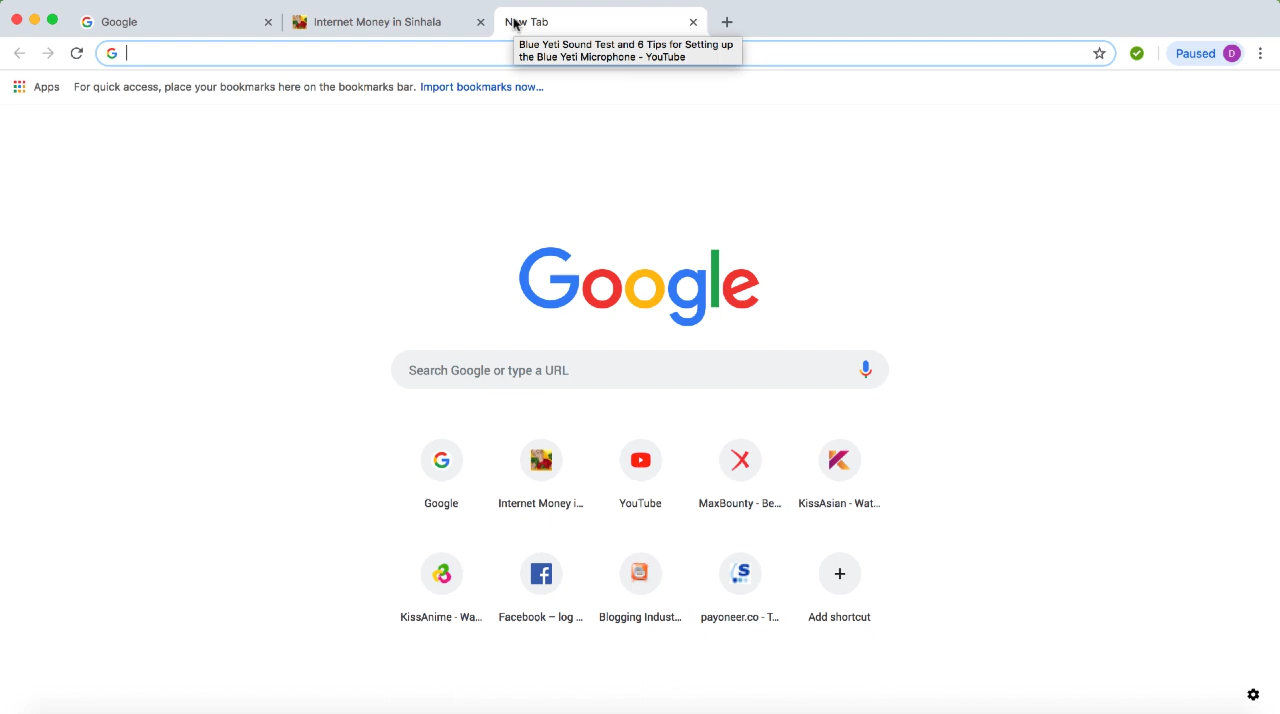 Google
Internet Money in Sinhala
New Tab
Blue Yeti Sound Test and 6 Tips for Setting up
the Blue Yeti Microphone - YouTube
Paused
D
Apps
For quick access, place your bookmarks here on the bookmarks bar. Import bookmarks now...
Google
Search Google or type a URL
Google
Internet Money i...
YouTube
MaxBounty - Be...
KissAsian - Wat...
KissAnime - Wa...
Facebook – log ...
Blogging Indust...
payoneer.co - T...
Add shortcut